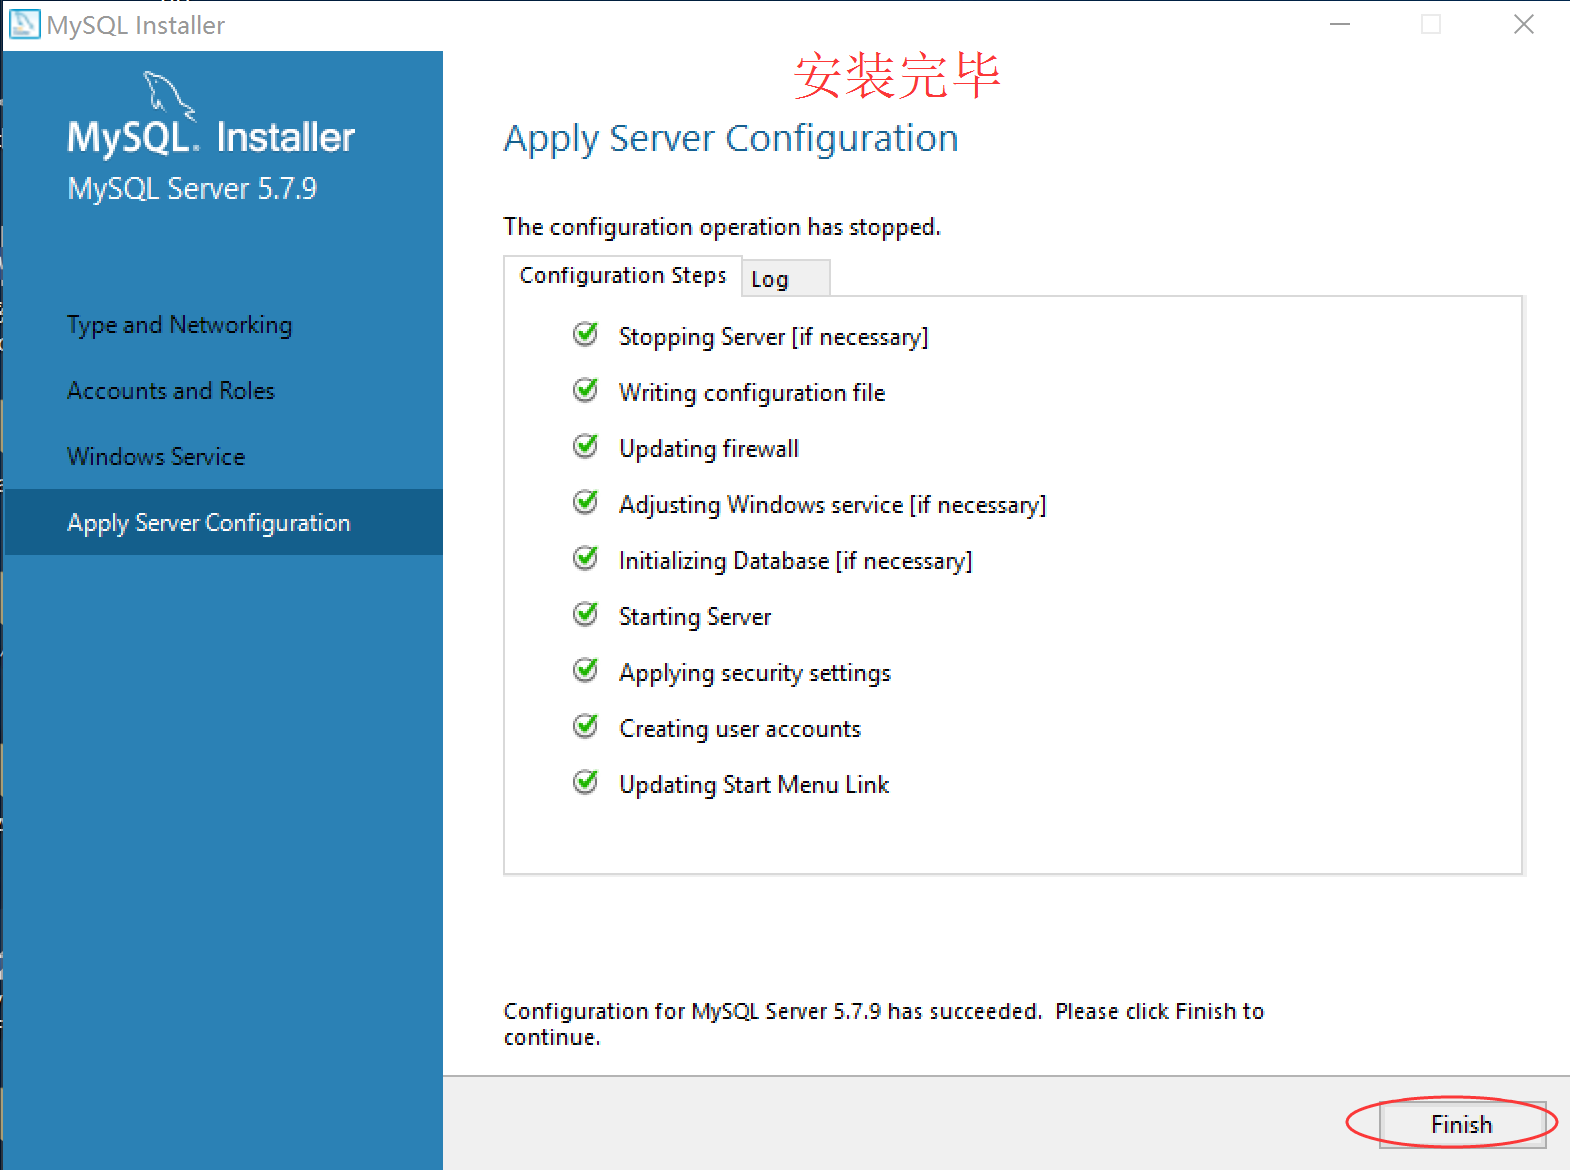 MySQL Installer
安装完毕
MySQL. Installer
MySQL Server 5.7.9
Type and Networking
Accounts and Roles
Windows Service
Apply Server Configuration
Apply Server Configuration
The configuration operation has stopped.
Configuration Steps
Log
Stopping Server [if necessary]
Writing configuration file
Updating firewall
Adjusting Windows service [if necessary]
Initializing Database [if necessary]
Starting Server
Applying security settings
Creating user accounts
Updating Start Menu Link
Configuration for MySQL Server 5.7.9 has succeeded.  Please click Finish to
continue.
Finish